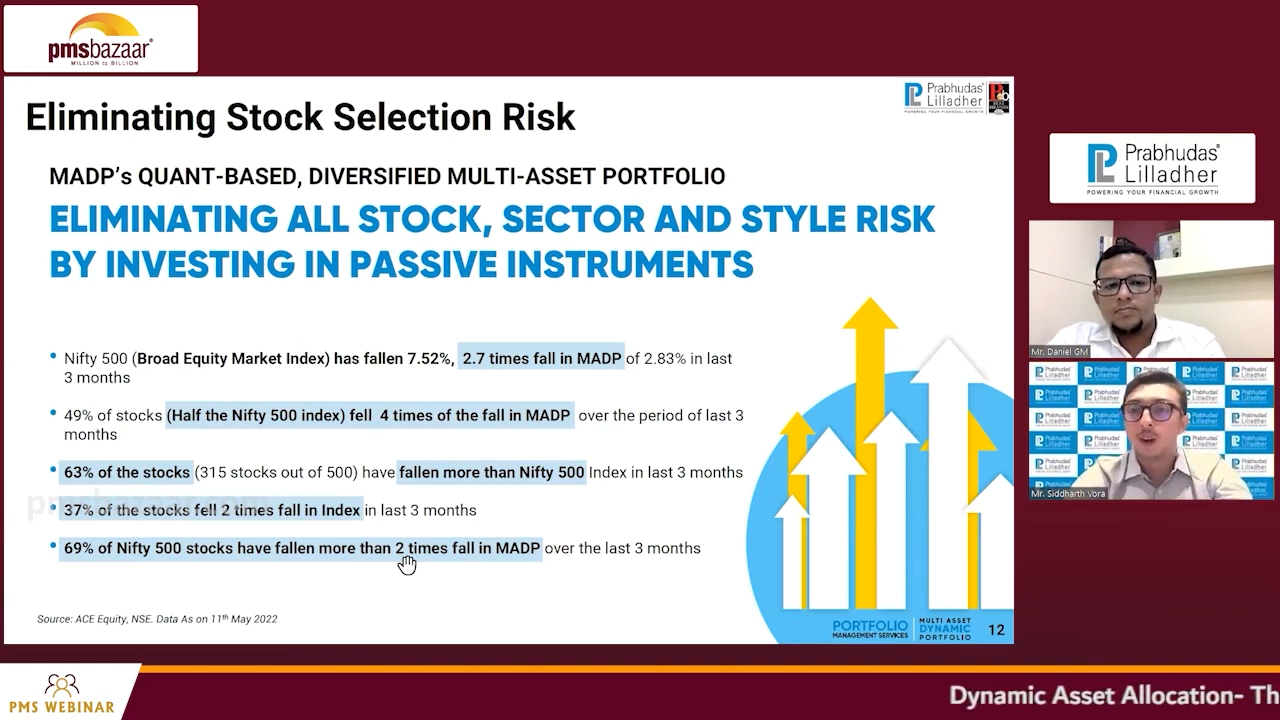 pmsbazaar
MILLION to BILLION
Prabhudas
Lilladher
POWERING YOUR FINANCIAL GROWTH
Eliminating Stock Selection Risk
MADP’s QUANT-BASED, DIVERSIFIED MULTI-ASSET PORTFOLIO
ELIMINATING ALL STOCK, SECTOR AND STYLE RISK
BY INVESTING IN PASSIVE INSTRUMENTS
• Nifty 500 (Broad Equity Market Index) has fallen 7.52%, 2.7 times fall in MADP of 2.83% in last
3 months
• 49% of stocks (Half the Nifty 500 index) fell 4 times of the fall in MADP over the period of last 3
months
• 63% of the stocks (315 stocks out of 500) have fallen more than Nifty 500 Index in last 3 months
• 37% of the stocks fell 2 times fall in Index in last 3 months
• 69% of Nifty 500 stocks have fallen more than 2 times fall in MADP over the last 3 months
Source: ACE Equity, NSE. Data As on 11th May 2022
PORTFOLIO
MANAGEMENT SERVICES
MULTI ASSET
DYNAMIC
PORTFOLIO
12
Prabhudas
Lilladher
POWERING YOUR FINANCIAL GROWTH
Mr. Daniel GM
Mr. Siddharth Vora
PMS WEBINAR
Dynamic Asset Allocation- Th